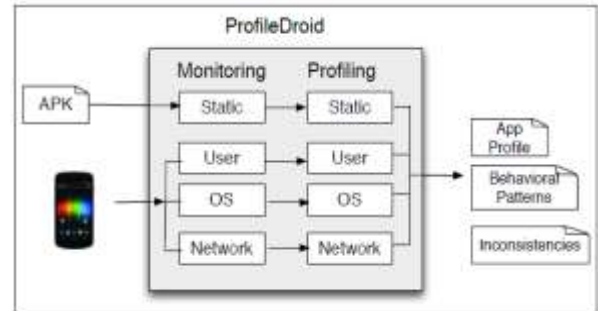 ProfileDroid
Monitoring Profiling
APK
Static Static
User User
OS OS
Network Network
App
Profile
Behavioral
Patterns
Inconsistencies